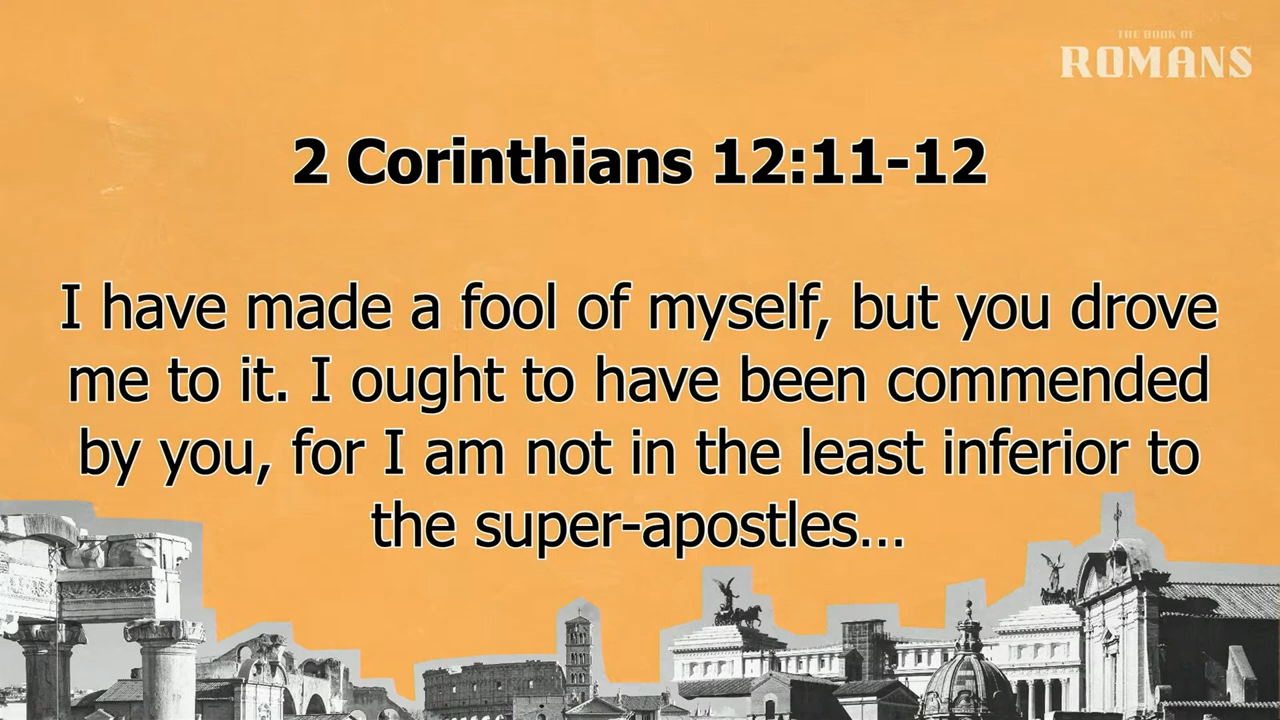 THE BOOK OF
ROMANS
2 Corinthians 12:11-12
I have made a fool of myself, but you drove
me to it. I ought to have been commended
by you, for I am not in the least inferior to
the super-apostles...